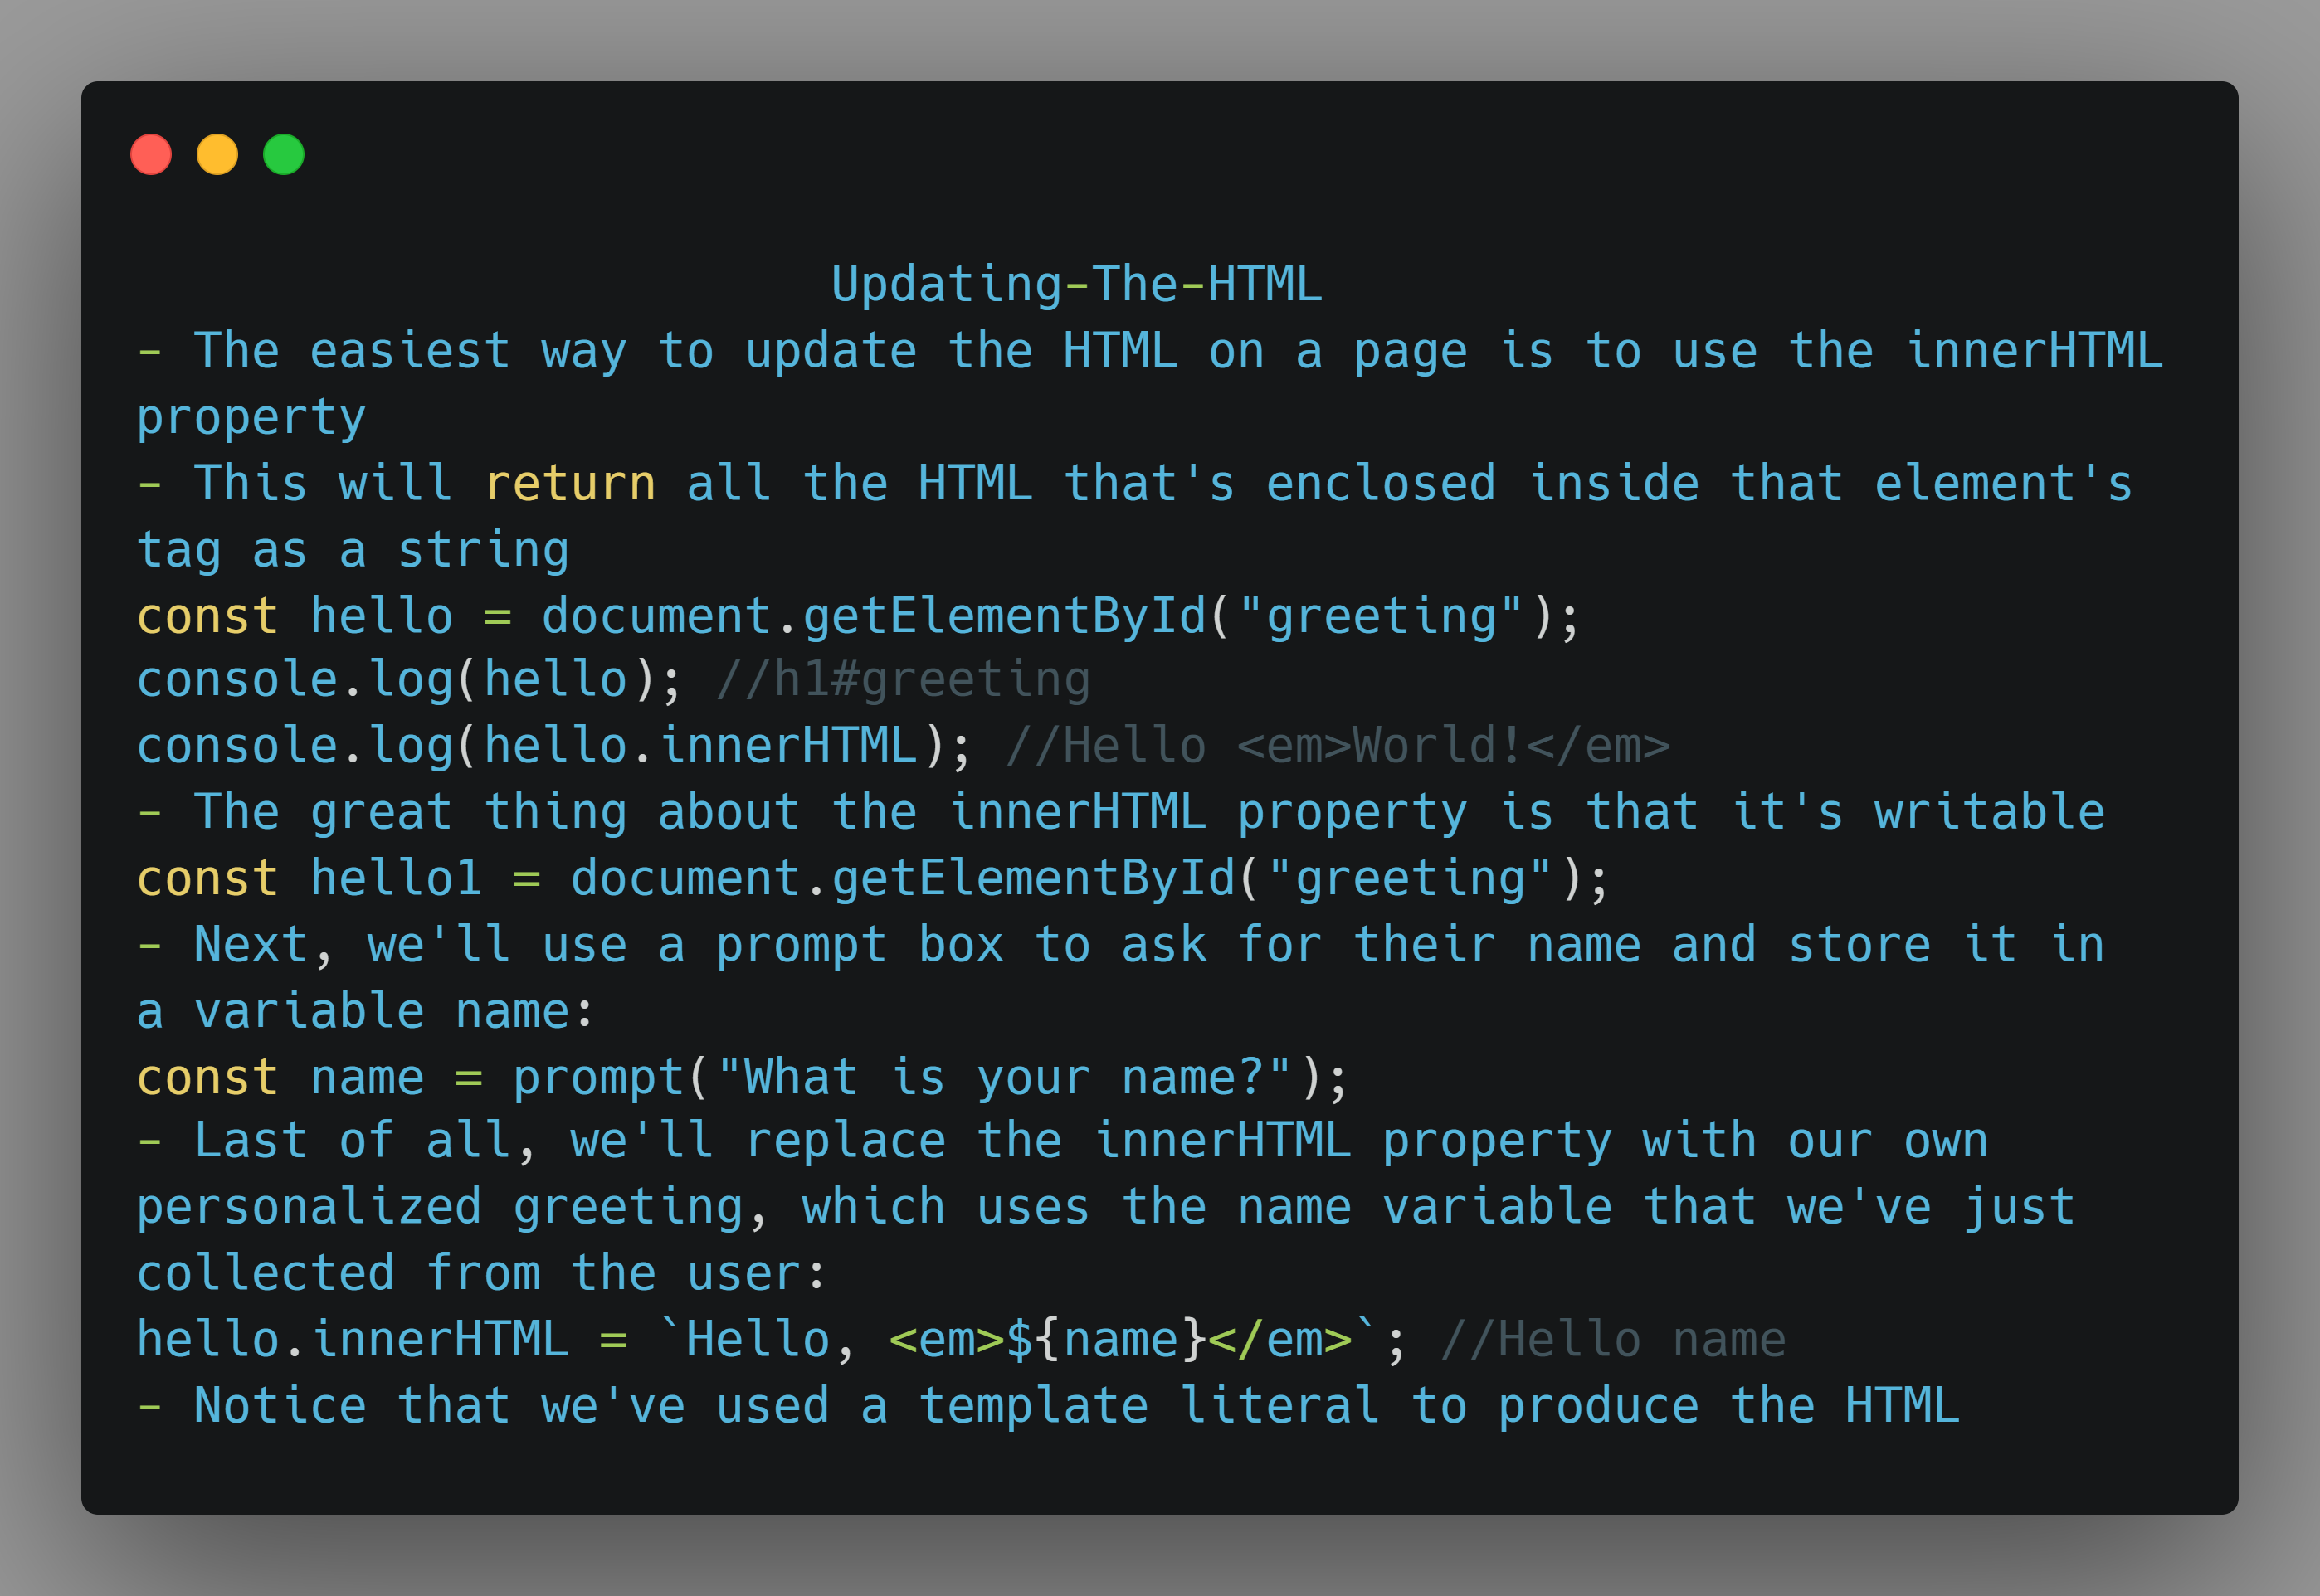 Updating-The-HTML
- The easiest way to update the HTML on a page is to use the innerHTML
property
- This will return all the HTML that's enclosed inside that element's
tag as a string
const hello = document.getElementById("greeting");
console.log(hello); //h1#greeting
console.log(hello.innerHTML); //Hello <em>World!</em>
- The great thing about the innerHTML property is that it's writable
const hello1 = document.getElementById("greeting");
- Next, we'll use a prompt box to ask for their name and store it in
a variable name:
const name = prompt("What is your name?");
- Last of all, we'll replace the innerHTML property with our own
personalized greeting, which uses the name variable that we've just
collected from the user:
hello.innerHTML = `Hello, <em>${name}</em>`; //Hello name
- Notice that we've used a template literal to produce the HTML